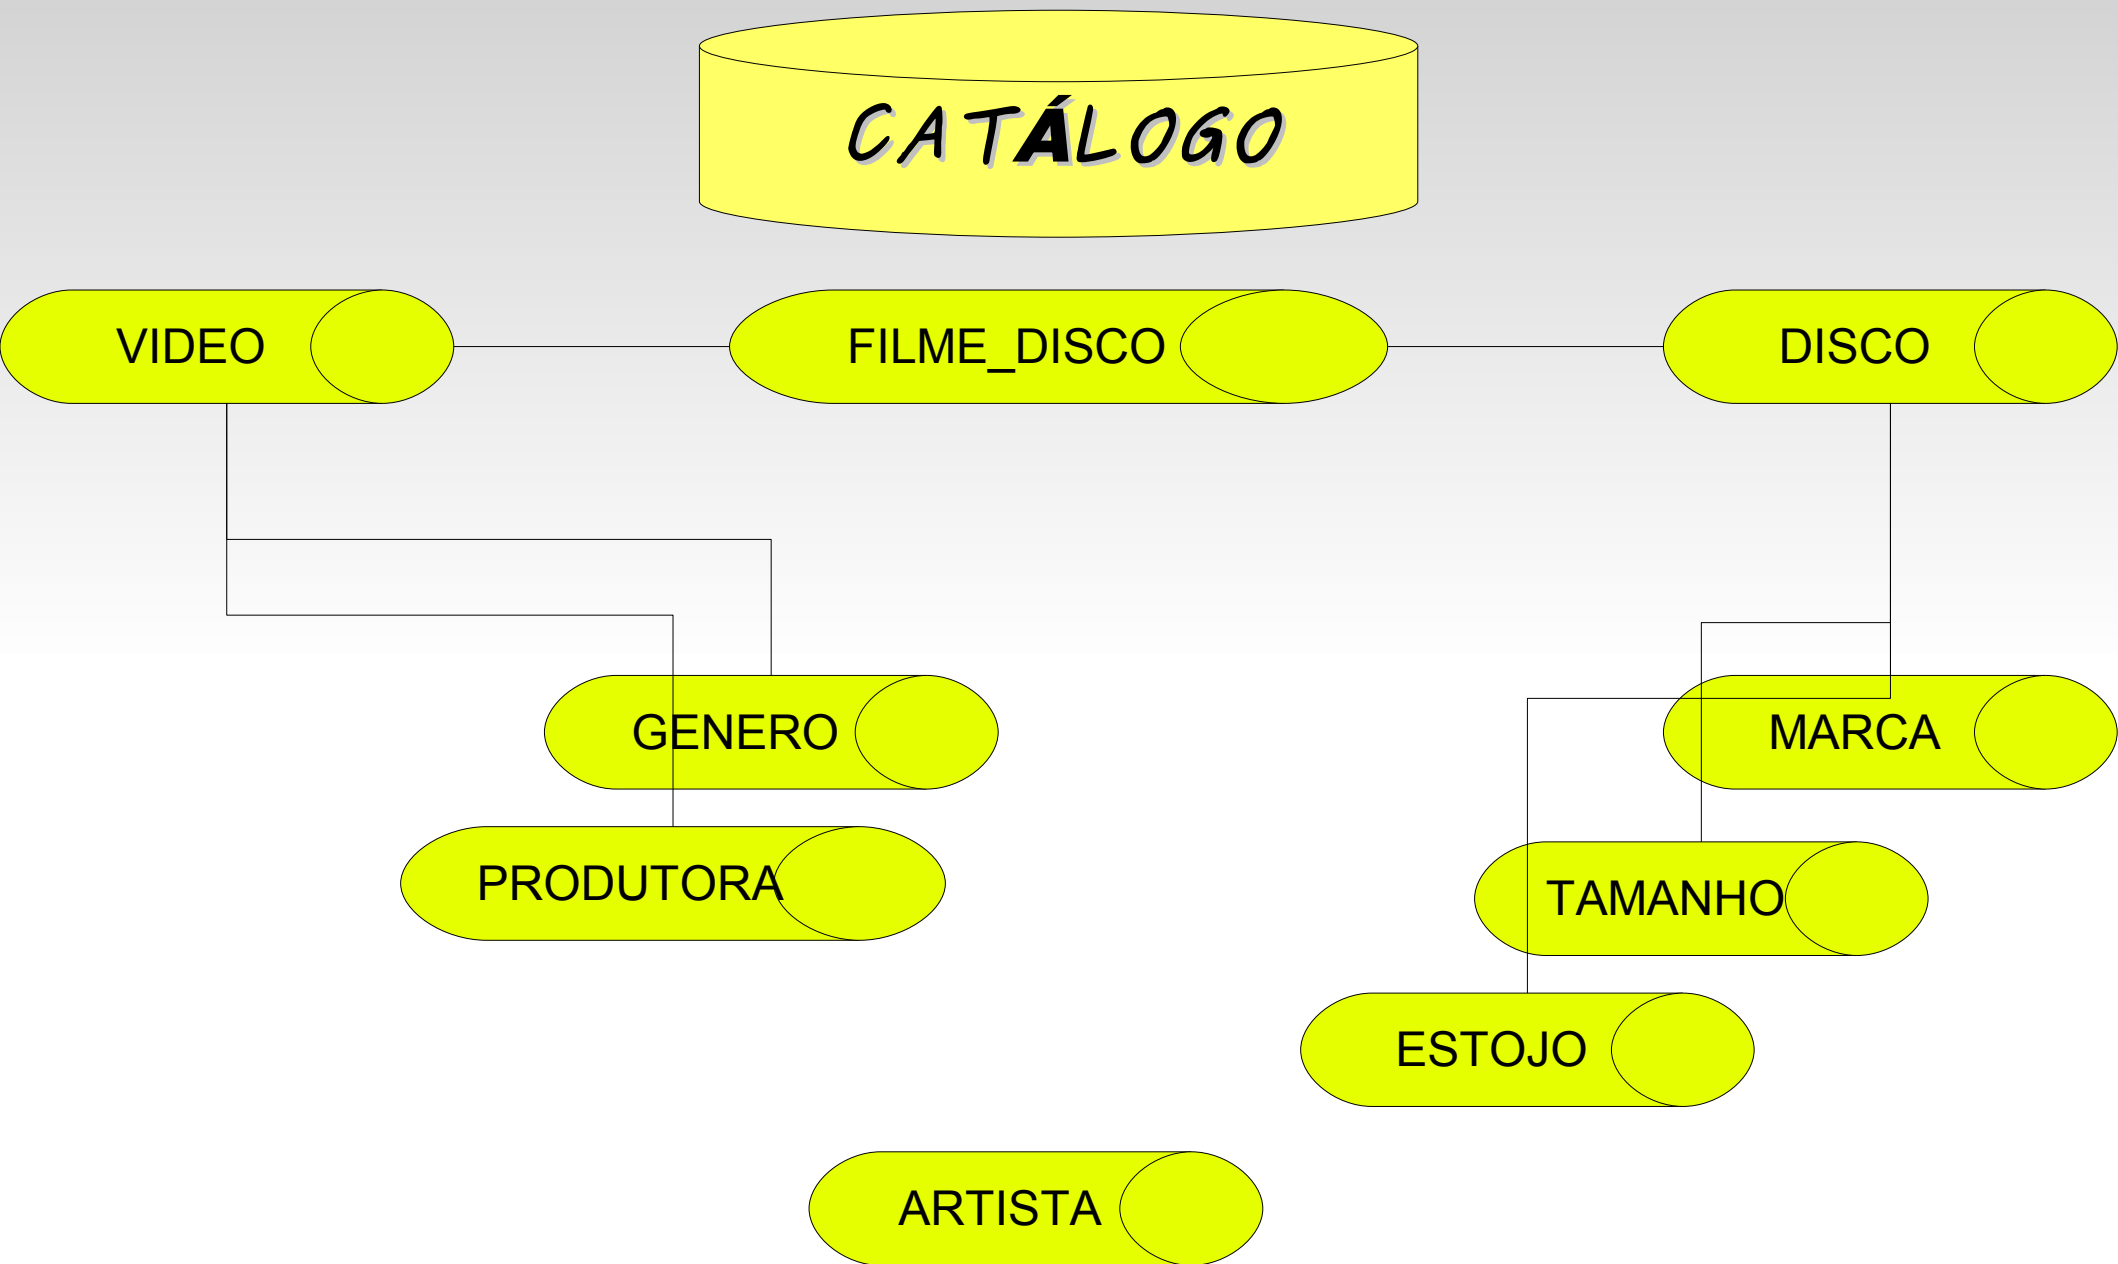 CATÁLOGO
VIDEO
FILME_DISCO
DISCO
GENERO
MARCA
PRODUTORA
TAMANHO
ESTOJO
ARTISTA